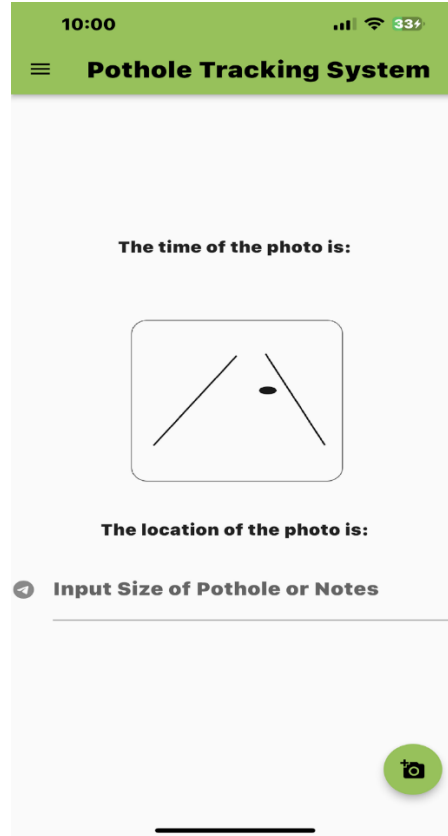 10:00
33
Pothole Tracking System
The time of the photo is:
The location of the photo is:
Input Size of Pothole or Notes